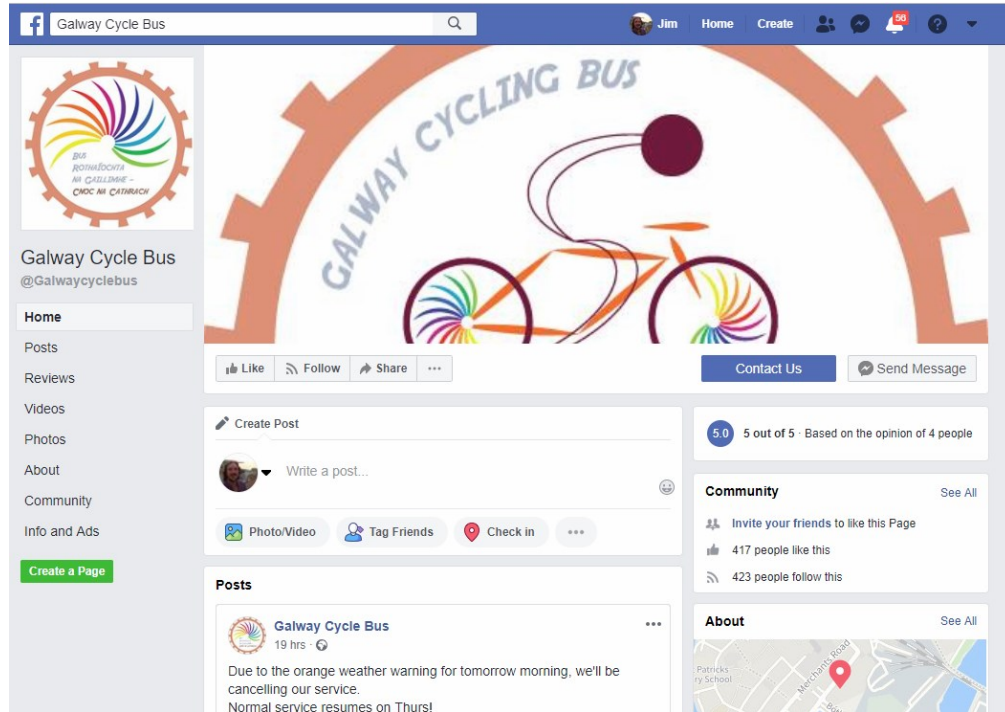 Galway Cycle Bus
Jim
Home
Create
56
BUS
ROTHAÍOCHTA
NA GAILLIMHE -
CNOC NA CATHRACH
GALWAY CYCLING BUS
Galway Cycle Bus
@Galwaycyclebus
Home
Posts
Reviews
Videos
Photos
About
Community
Info and Ads
Create a Page
Like
Follow
Share
Contact Us
Send Message
Create Post
Write a post...
Photo/Video
Tag Friends
Check in
Posts
Galway Cycle Bus
19 hrs ·
Due to the orange weather warning for tomorrow morning, we'll be
cancelling our service.
Normal service resumes on Thurs!
5.0 5 out of 5 · Based on the opinion of 4 people
Community
See All
Invite your friends to like this Page
417 people like this
423 people follow this
About
See All
Patricks
ry School
Merchants Road